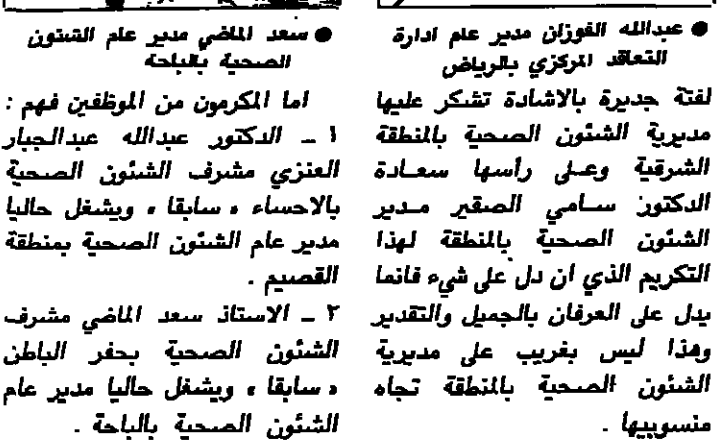 ● عبدالله الفوزان مدير عام ادارة
التعاقد المركزي بالرياض
لفتة جديرة بالاشادة تشكر عليها
مديرية الشئون الصحية بالمنطقة
الشرقية وعلى راسها سعادة
الدكتور سامي الصقير مدير
الشئون الصحية بالمنطقة لهذا
التكريم الذي ان دل على شيء فانما
يدل على العرفان بالجميل والتقدير
وهذا ليس بغريب على مديرية
الشئون الصحية بالمنطقة تجاه
منسوبيها .
● سعد الماضي مدير عام الشئون
الصحية بالباحة
اما المكرمون من الموظفين فهم :
١ ــ الدكتور عبدالله عبدالجبار
العنزي مشرف الشئون الصحية
بالاحساء « سابقا » ويشغل حاليا
مدير عام الشئون الصحية بمنطقة
القصيم .
٢ ــ الاستاذ سعد الماضي مشرف
الشئون الصحية بحفر الباطن
« سابقا » ويشغل حاليا مدير عام
الشئون الصحية بالباحة .